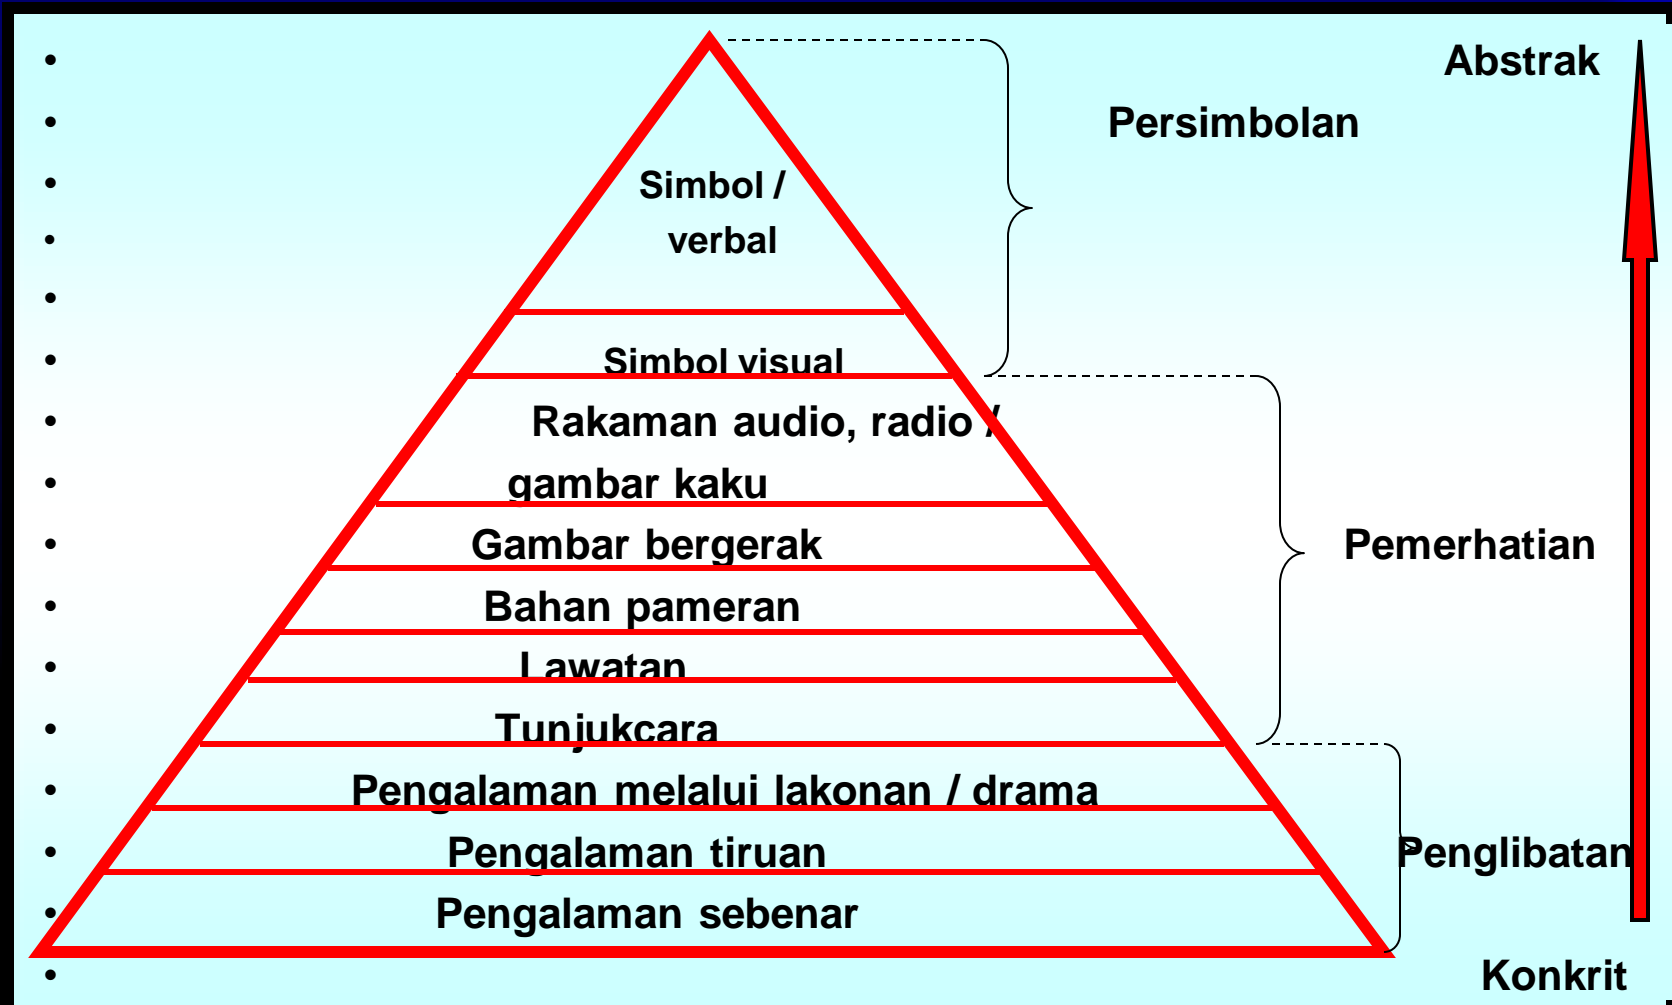 Abstrak
Persimbolan
Simbol /
verbal
Simbol visual
Rakaman audio, radio /
gambar kaku
Gambar bergerak
Pemerhatian
Bahan pameran
Lawatan
Tunjukcara
Pengalaman melalui lakonan / drama
Pengalaman tiruan
Penglibatan
Pengalaman sebenar
Konkrit